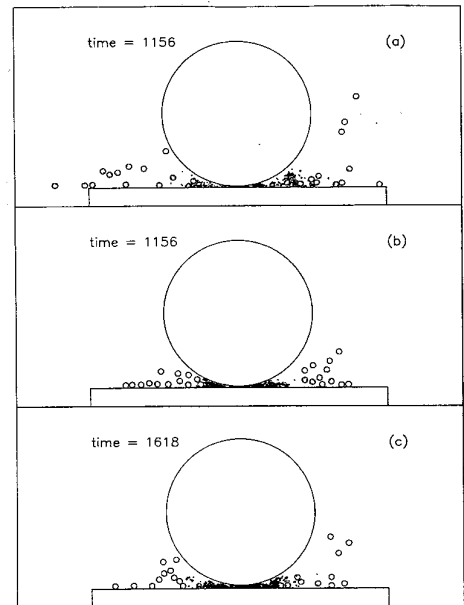 time = 1156 (a)
time = 1156 (b)
time = 1618 (c)